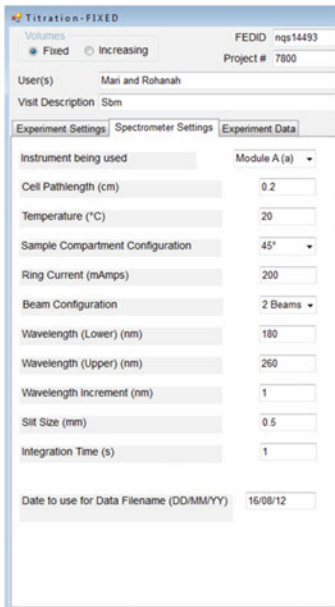 Titration-FIXED
Volumes
Fixed Increasing
FEDID nqs14493
Project # 7800
User(s) Mari and Rohanah
Visit Description Sbm
Experiment Settings Spectrometer Settings Experiment Data
Instrument being used Module A (a)
Cell Pathlength (cm) 0.2
Temperature (°C) 20
Sample Compartment Configuration 45°
Ring Current (mAmps) 200
Beam Configuration 2 Beams
Wavelength (Lower) (nm) 180
Wavelength (Upper) (nm) 260
Wavelength Increment (nm) 1
Slit Size (mm) 0.5
Integration Time (s) 1
Date to use for Data Filename (DD/MM/YY) 16/08/12